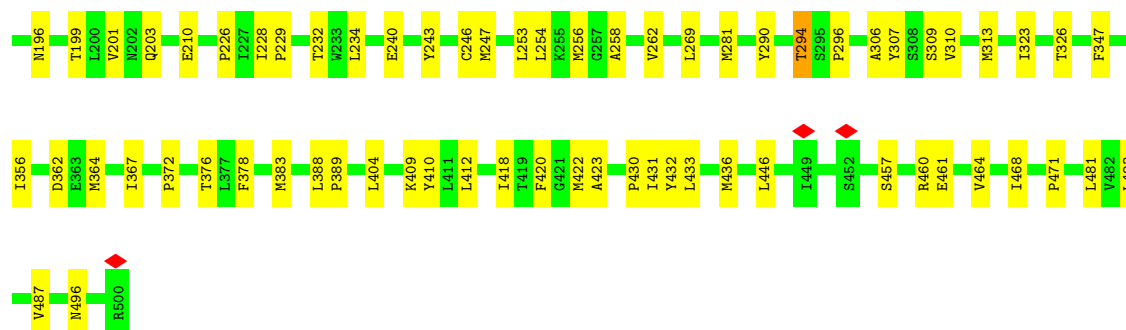 N196 T199 L200 V201 N202 Q203 E210 P226 I227 I228 P229 T232 W233 L234 E240 Y243 C246 M247 L253 L254 K255 M256 G257 A258 V262 L269 M281 Y290 T294 S295 P296 A306 Y307 S308 S309 V310 M313 I323 T326 F347
I356 D362 E363 M364 I367 P372 T376 L377 F378 M383 L388 P389 L404 K409 Y410 L411 L412 I418 T419 F420 G421 M422 A423 P430 I431 Y432 L433 M436 L446 I449 S452 S457 R460 E461 V464 I468 P471 L481 V482
V487 N496 R500